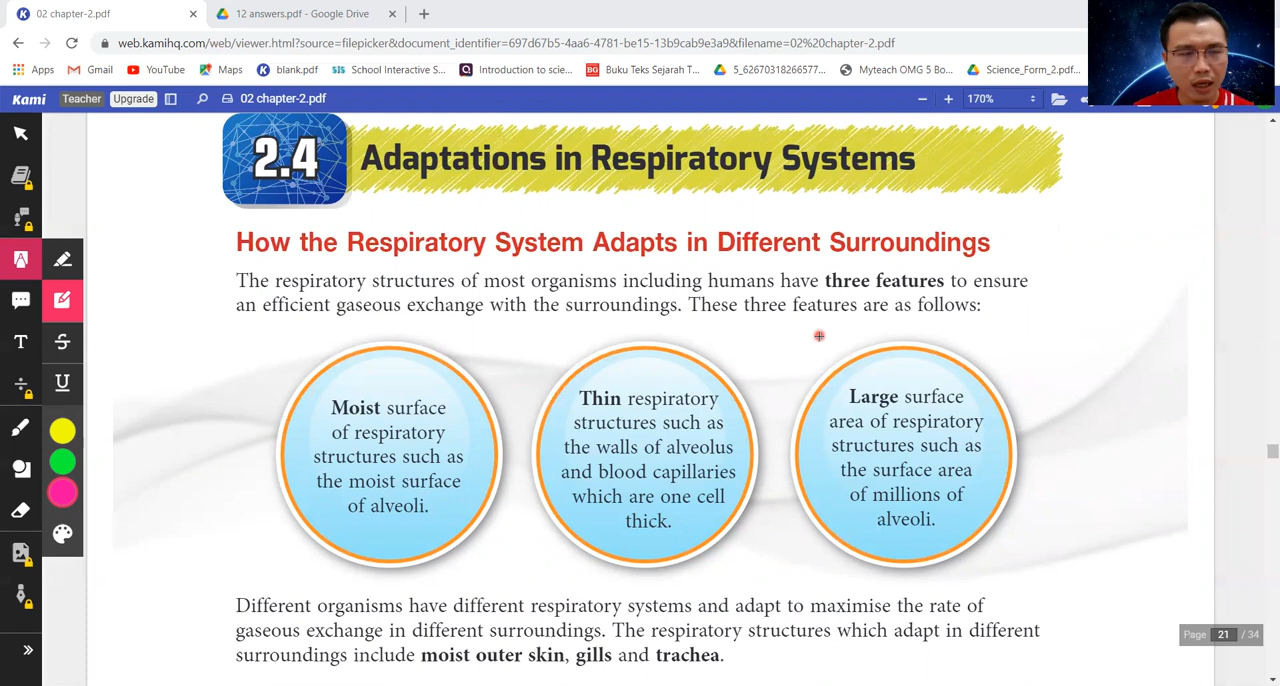 02 chapter-2.pdf
12 answers.pdf - Google Drive
web.kamihq.com/web/viewer.html?source=filepicker&document_identifier=697d67b5-4aa6-4781-be15-13b9cab9e3a9&filename=02%20chapter-2.pdf
Apps Gmail YouTube Maps blank.pdf School Interactive S... Introduction to scie... Buku Teks Sejarah T... 5_62670318266577... Myteach OMG 5 Bo... Science_Form_2.pdf...
Kami Teacher Upgrade 02 chapter-2.pdf 170%
2.4 Adaptations in Respiratory Systems
How the Respiratory System Adapts in Different Surroundings
The respiratory structures of most organisms including humans have three features to ensure
an efficient gaseous exchange with the surroundings. These three features are as follows:
Moist surface
of respiratory
structures such as
the moist surface
of alveoli.
Thin respiratory
structures such as
the walls of alveolus
and blood capillaries
which are one cell
thick.
Large surface
area of respiratory
structures such as
the surface area
of millions of
alveoli.
Different organisms have different respiratory systems and adapt to maximise the rate of
gaseous exchange in different surroundings. The respiratory structures which adapt in different
surroundings include moist outer skin, gills and trachea.
Page 21 / 34